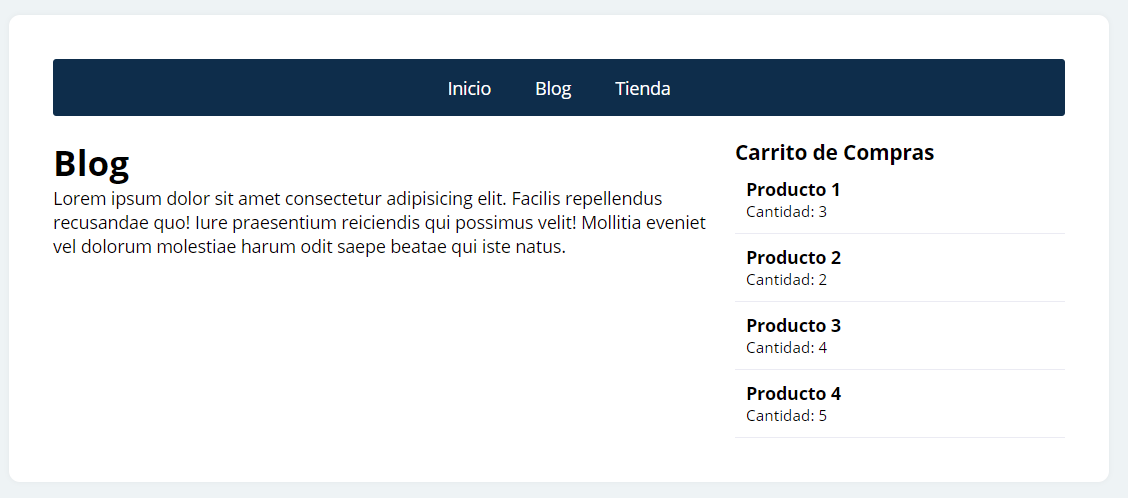 Inicio Blog Tienda
Blog
Lorem ipsum dolor sit amet consectetur adipisicing elit. Facilis repellendus
recusandae quo! Iure praesentium reiciendis qui possimus velit! Mollitia eveniet
vel dolorum molestiae harum odit saepe beatae qui iste natus.
Carrito de Compras
Producto 1
Cantidad: 3
Producto 2
Cantidad: 2
Producto 3
Cantidad: 4
Producto 4
Cantidad: 5